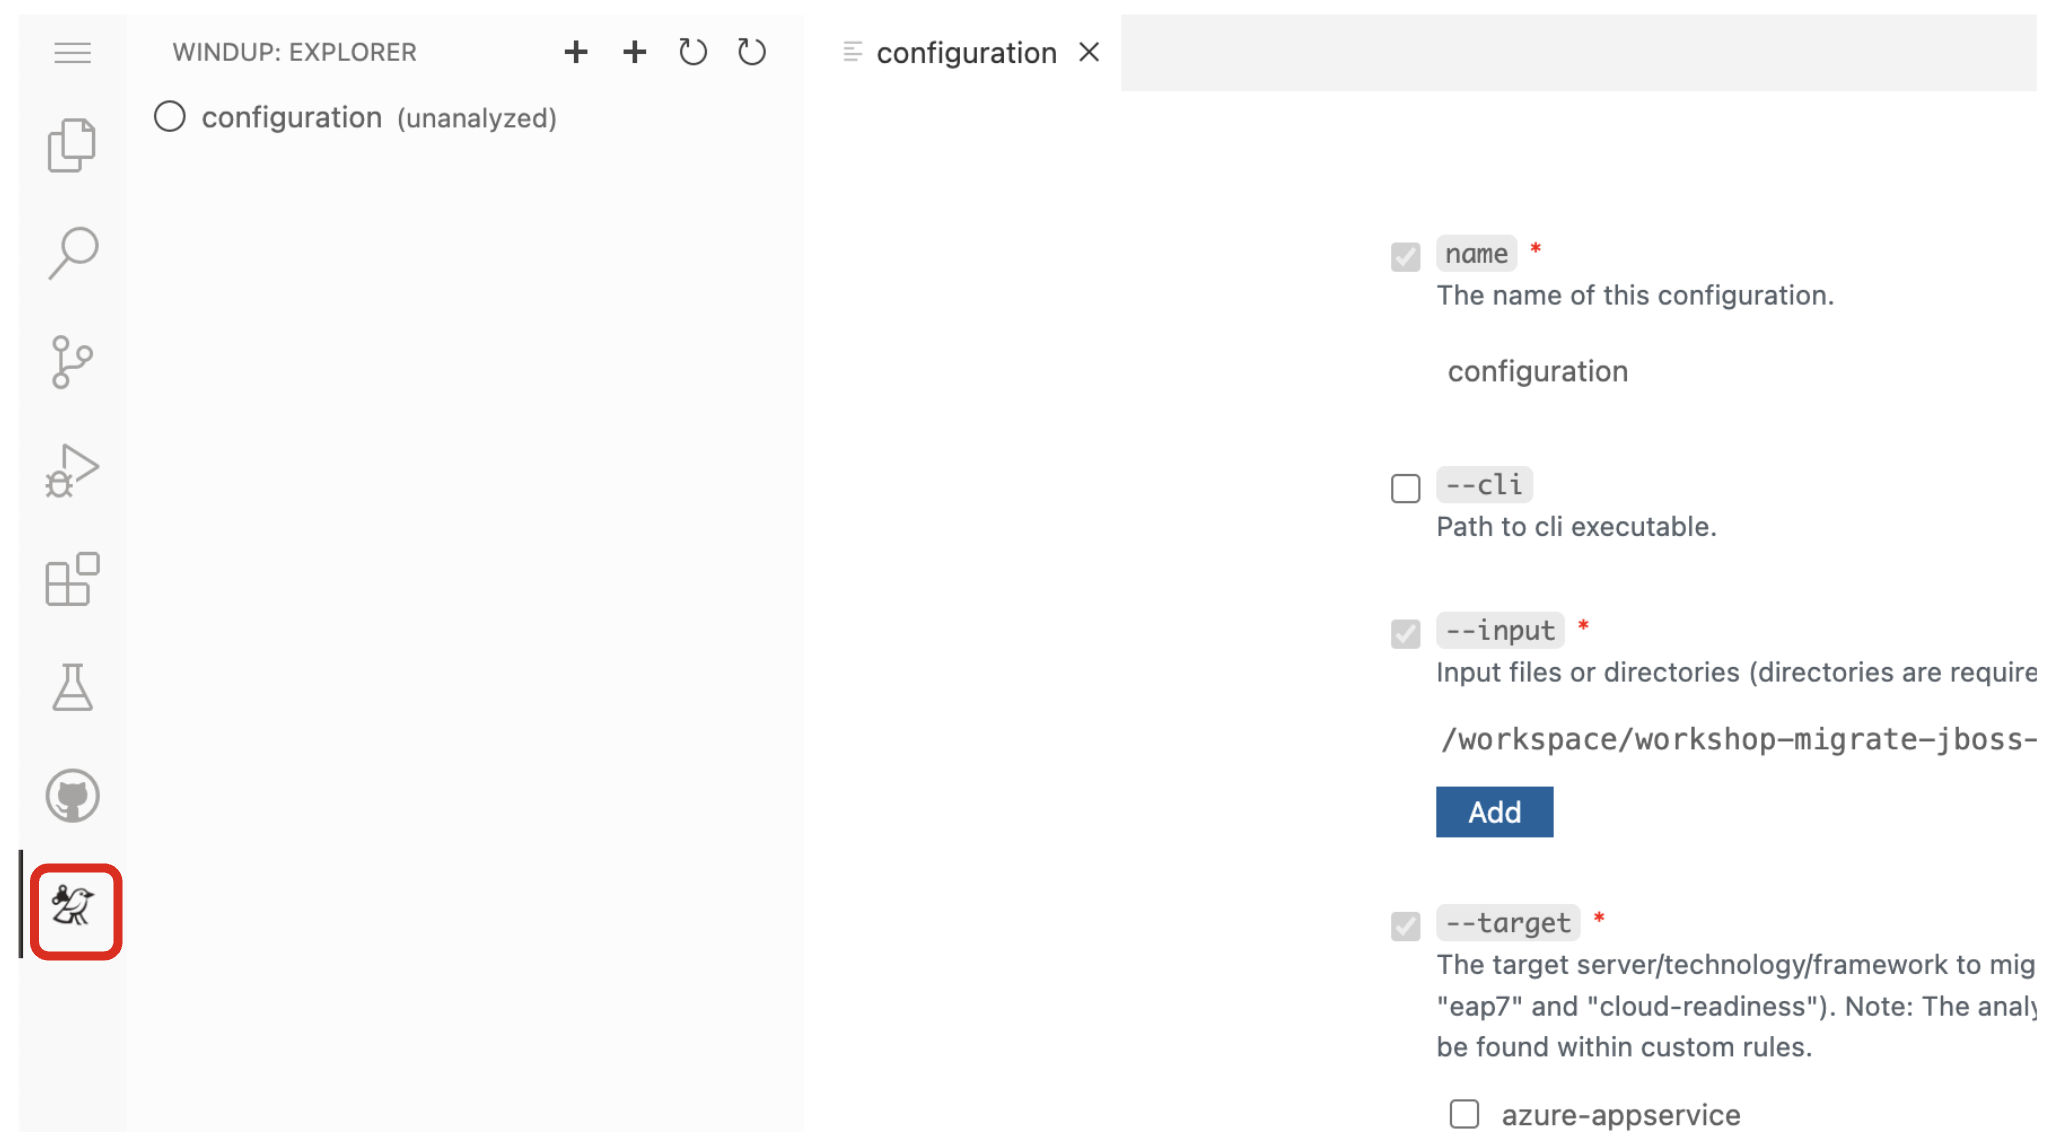 WINDUP: EXPLORER
configuration (unanalyzed)
configuration
name *
The name of this configuration.
configuration
--cli
Path to cli executable.
--input *
Input files or directories (directories are require
/workspace/workshop-migrate-jboss-
Add
--target *
The target server/technology/framework to mig
"eap7" and "cloud-readiness"). Note: The analy
be found within custom rules.
azure-appservice